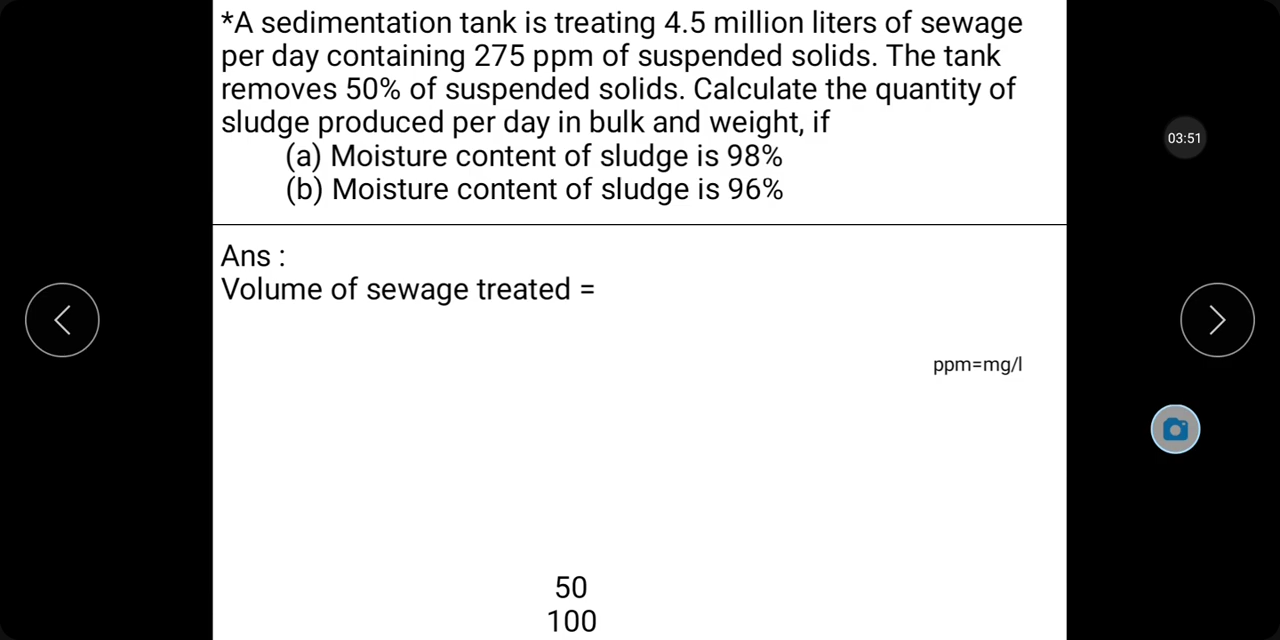 *A sedimentation tank is treating 4.5 million liters of sewage
per day containing 275 ppm of suspended solids. The tank
removes 50% of suspended solids. Calculate the quantity of
sludge produced per day in bulk and weight, if
(a) Moisture content of sludge is 98%
(b) Moisture content of sludge is 96%
03:51
Ans :
Volume of sewage treated =
ppm=mg/l
50
100